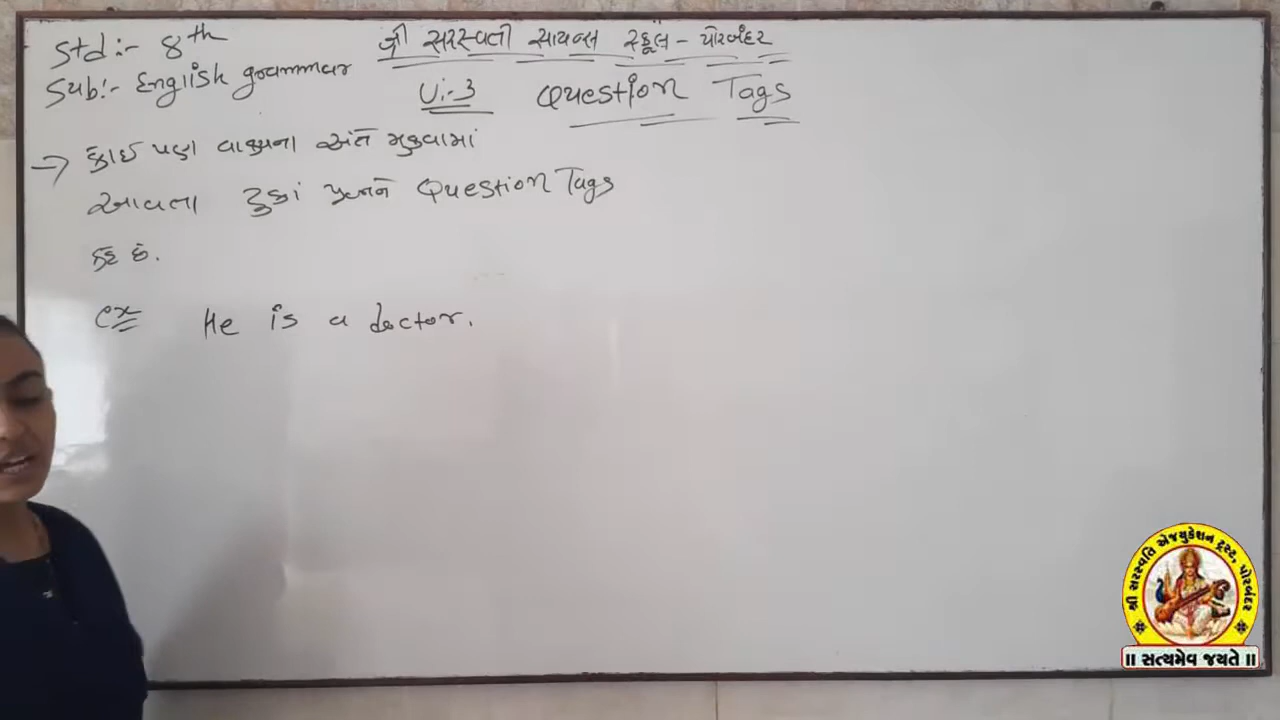 Std:- 8th
શ્રી સરસ્વતી સાયન્સ સ્કૂલ - પોરબંદર
Sub:- English grammar
U:-3 Question Tags
→ કોઈ પણ વાક્યના અંતે મુકવામાં
આવતા ટુકાં પ્રશ્નને Question Tags
કહે છે.
ex He is a doctor.
શ્રી સરસ્વતિ એજ્યુકેશન ટ્રસ્ટ, પોરબંદર
॥ સત્યમેવ જયતે ॥